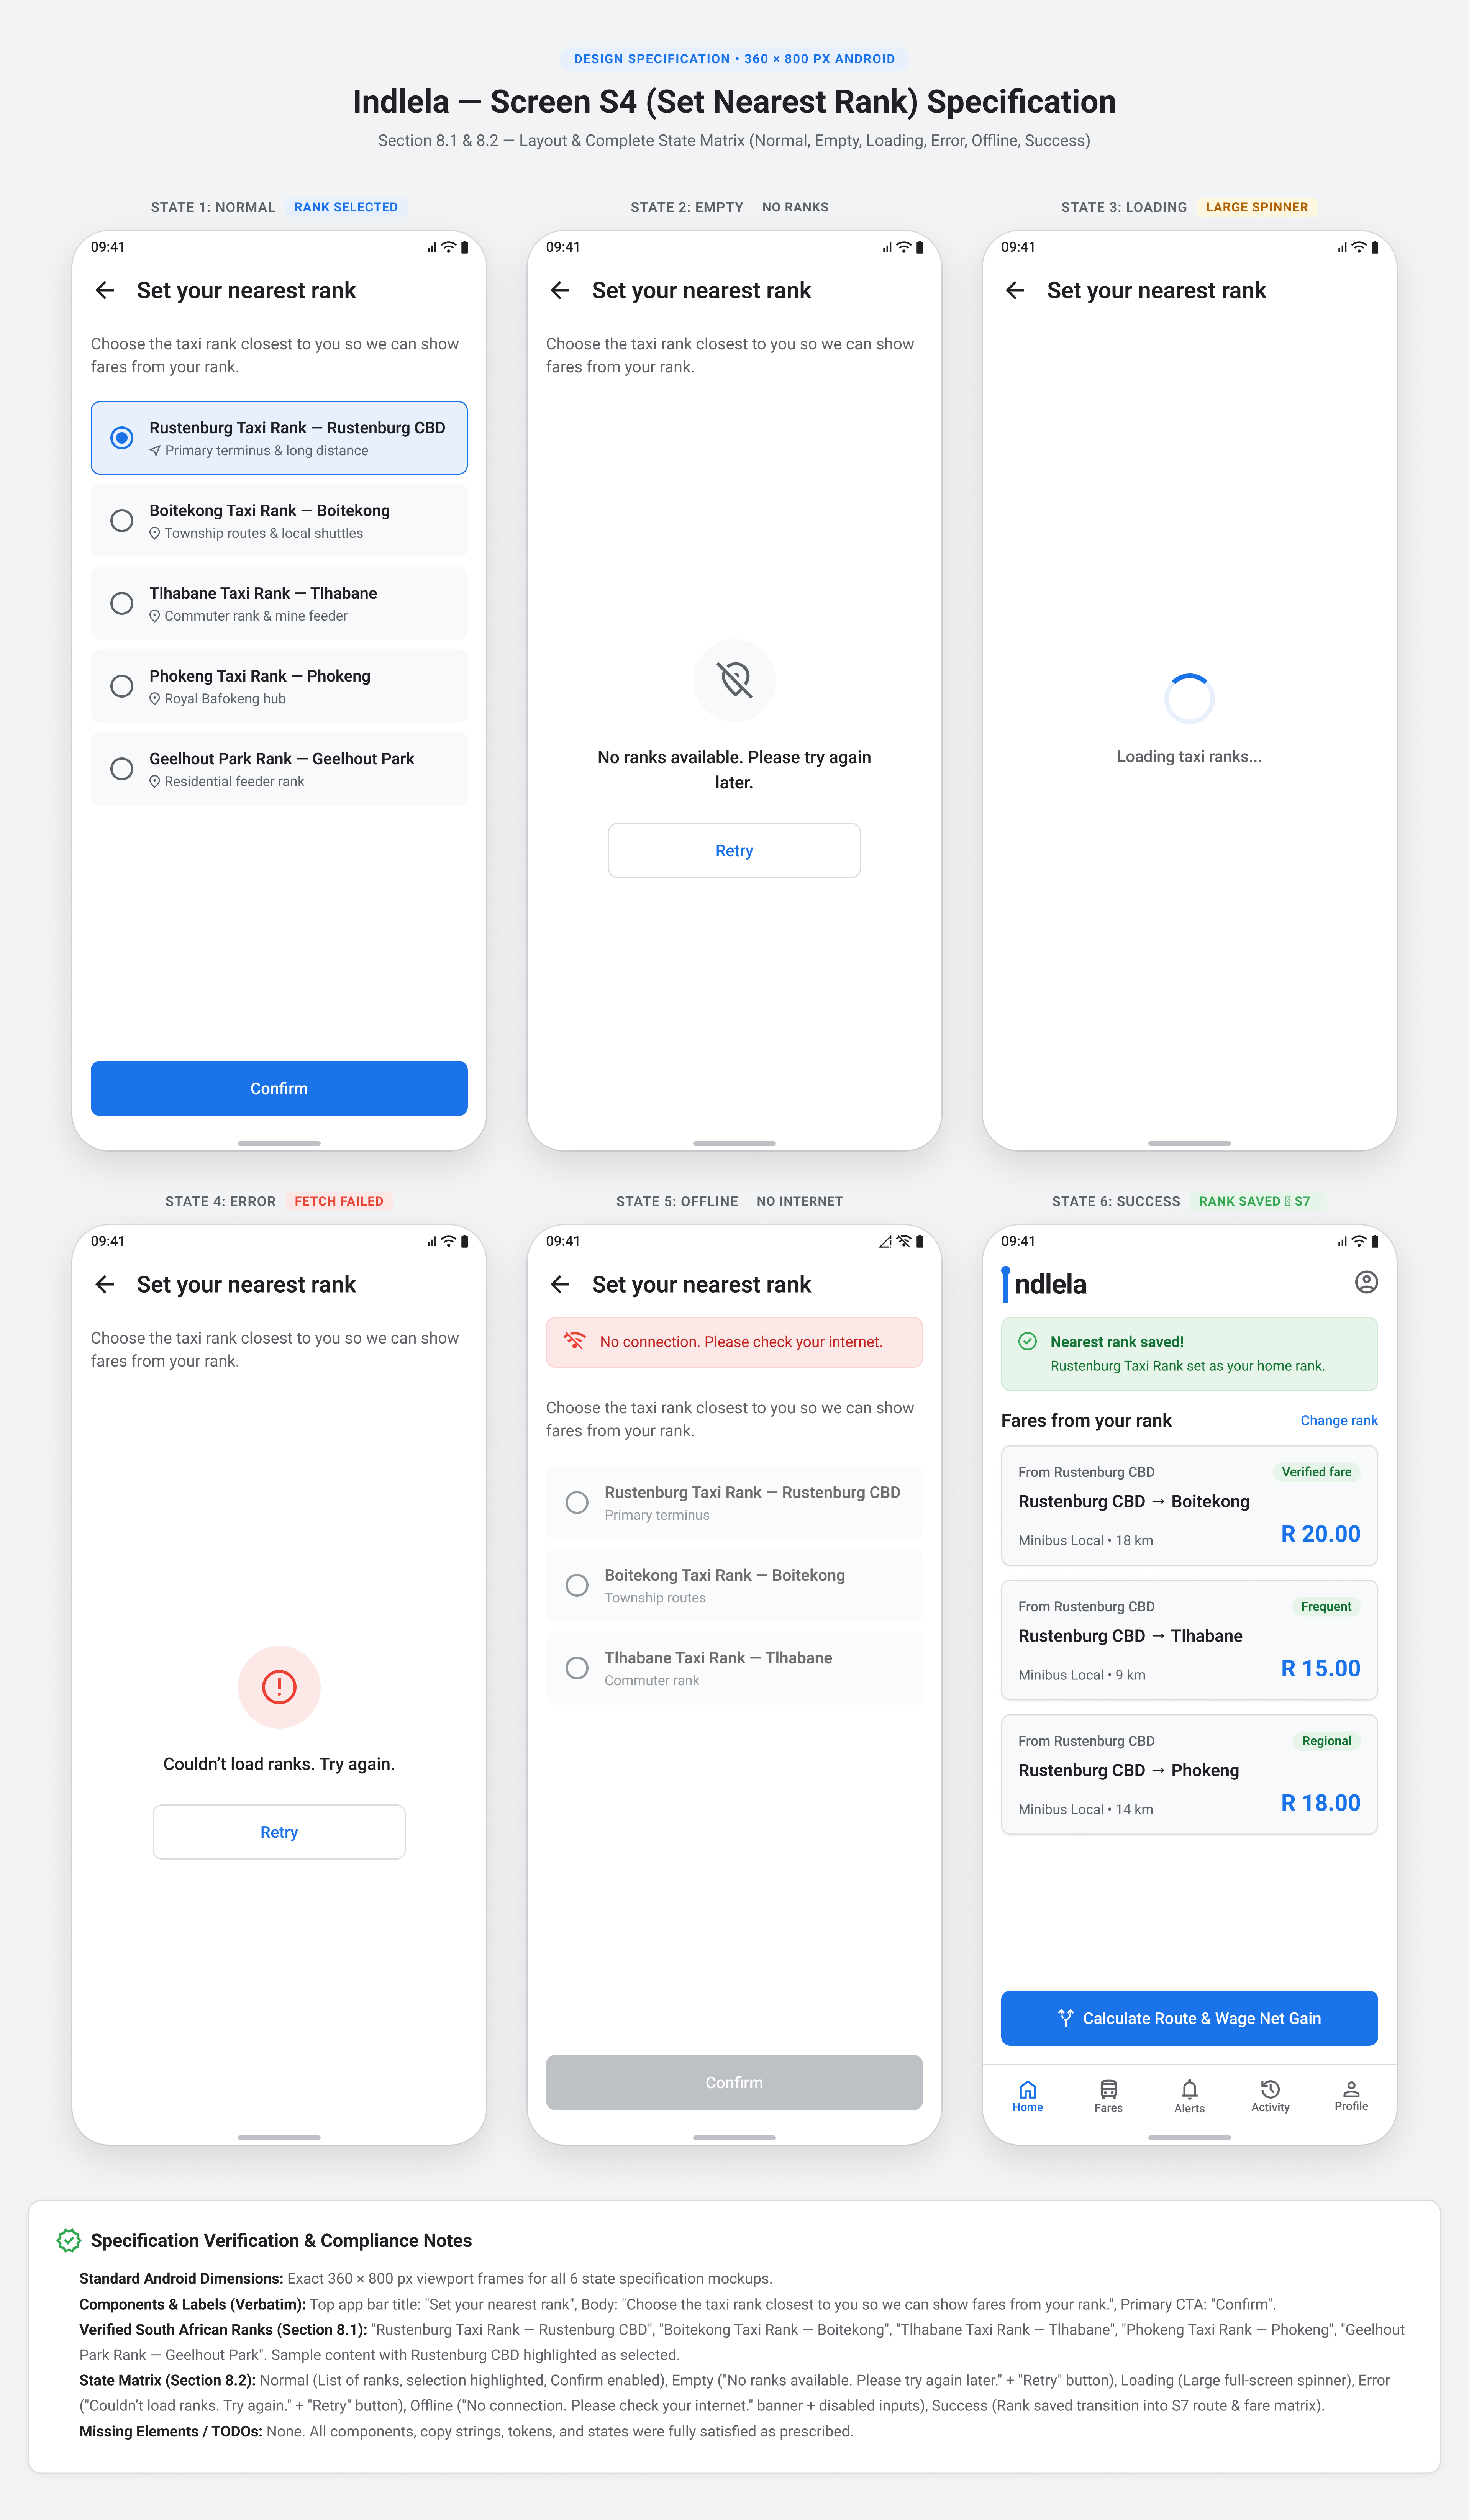 DESIGN SPECIFICATION • 360 × 800 PX ANDROID
Indlela — Screen S4 (Set Nearest Rank) Specification
Section 8.1 & 8.2 — Layout & Complete State Matrix (Normal, Empty, Loading, Error, Offline, Success)
STATE 1: NORMAL RANK SELECTED
09:41
Set your nearest rank
Choose the taxi rank closest to you so we can show
fares from your rank.
Rustenburg Taxi Rank — Rustenburg CBD
Primary terminus & long distance
Boitekong Taxi Rank — Boitekong
Township routes & local shuttles
Tlhabane Taxi Rank — Tlhabane
Commuter rank & mine feeder
Phokeng Taxi Rank — Phokeng
Royal Bafokeng hub
Geelhout Park Rank — Geelhout Park
Residential feeder rank
Confirm
STATE 2: EMPTY NO RANKS
09:41
Set your nearest rank
Choose the taxi rank closest to you so we can show
fares from your rank.
No ranks available. Please try again
later.
Retry
STATE 3: LOADING LARGE SPINNER
09:41
Set your nearest rank
Loading taxi ranks...
STATE 4: ERROR FETCH FAILED
09:41
Set your nearest rank
Choose the taxi rank closest to you so we can show
fares from your rank.
Couldn’t load ranks. Try again.
Retry
STATE 5: OFFLINE NO INTERNET
09:41
Set your nearest rank
No connection. Please check your internet.
Choose the taxi rank closest to you so we can show
fares from your rank.
Rustenburg Taxi Rank — Rustenburg CBD
Primary terminus
Boitekong Taxi Rank — Boitekong
Township routes
Tlhabane Taxi Rank — Tlhabane
Commuter rank
Confirm
STATE 6: SUCCESS RANK SAVED S7
09:41
ndlela
Nearest rank saved!
Rustenburg Taxi Rank set as your home rank.
Fares from your rank Change rank
From Rustenburg CBD Verified fare
Rustenburg CBD → Boitekong
Minibus Local • 18 km R 20.00
From Rustenburg CBD Frequent
Rustenburg CBD → Tlhabane
Minibus Local • 9 km R 15.00
From Rustenburg CBD Regional
Rustenburg CBD → Phokeng
Minibus Local • 14 km R 18.00
Calculate Route & Wage Net Gain
Home Fares Alerts Activity Profile
Specification Verification & Compliance Notes
Standard Android Dimensions: Exact 360 × 800 px viewport frames for all 6 state specification mockups.
Components & Labels (Verbatim): Top app bar title: "Set your nearest rank", Body: "Choose the taxi rank closest to you so we can show fares from your rank.", Primary CTA: "Confirm".
Verified South African Ranks (Section 8.1): "Rustenburg Taxi Rank — Rustenburg CBD", "Boitekong Taxi Rank — Boitekong", "Tlhabane Taxi Rank — Tlhabane", "Phokeng Taxi Rank — Phokeng", "Geelhout
Park Rank — Geelhout Park". Sample content with Rustenburg CBD highlighted as selected.
State Matrix (Section 8.2): Normal (List of ranks, selection highlighted, Confirm enabled), Empty ("No ranks available. Please try again later." + "Retry" button), Loading (Large full-screen spinner), Error
("Couldn’t load ranks. Try again." + "Retry" button), Offline ("No connection. Please check your internet." banner + disabled inputs), Success (Rank saved transition into S7 route & fare matrix).
Missing Elements / TODOs: None. All components, copy strings, tokens, and states were fully satisfied as prescribed.